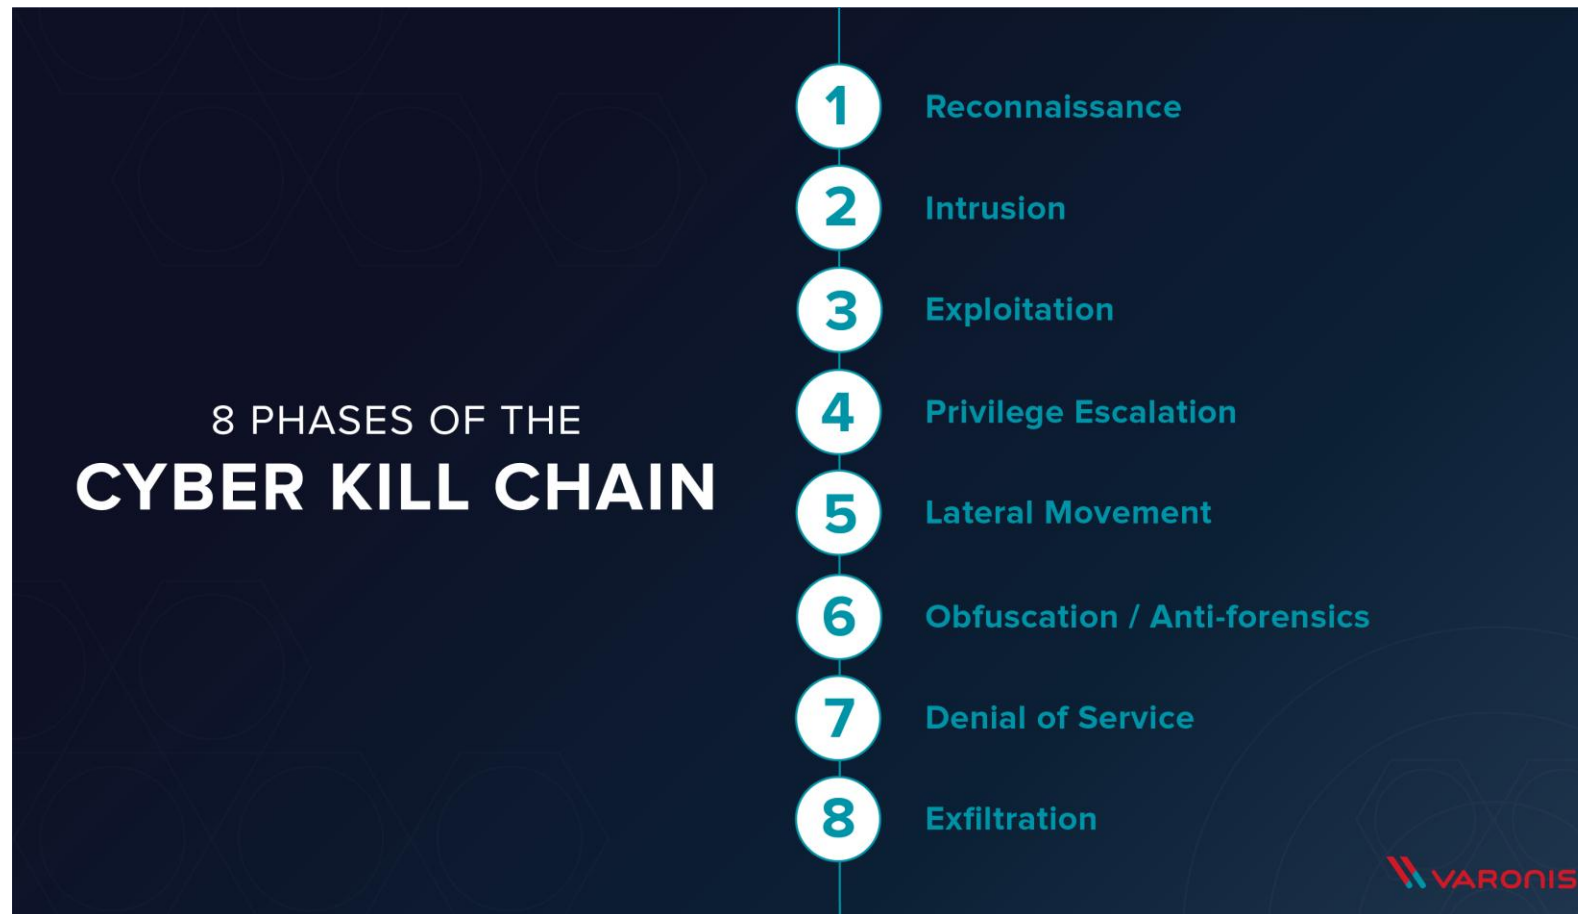 8 PHASES OF THE
CYBER KILL CHAIN
1 Reconnaissance
2 Intrusion
3 Exploitation
4 Privilege Escalation
5 Lateral Movement
6 Obfuscation / Anti-forensics
7 Denial of Service
8 Exfiltration
VARONIS